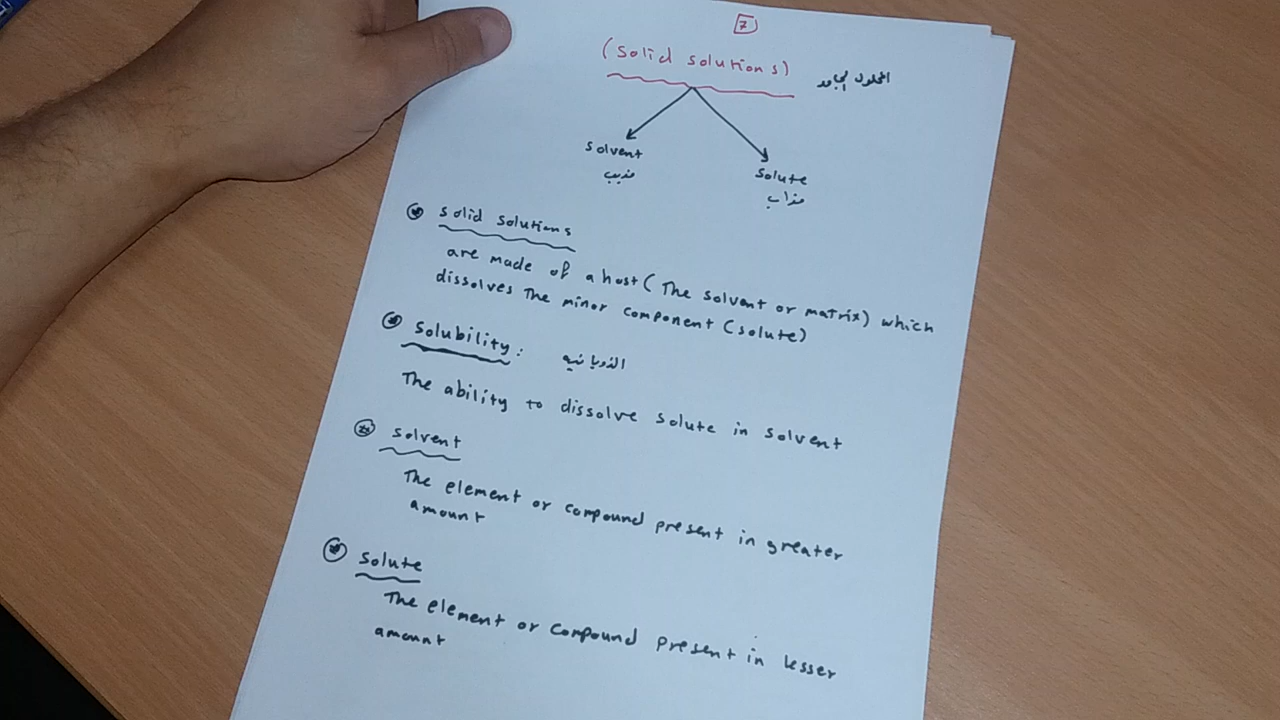 7
(Solid solutions)
المحلول الجامد
Solvent
مذيب
Solute
مذاب
Solid Solutions
are made of a host (The solvent or matrix) which
dissolves The minor component (solute)
Solubility:
الذوبانيه
The ability to dissolve solute in solvent
Solvent
The element or compound present in greater
amount
Solute
The element or compound present in lesser
amount